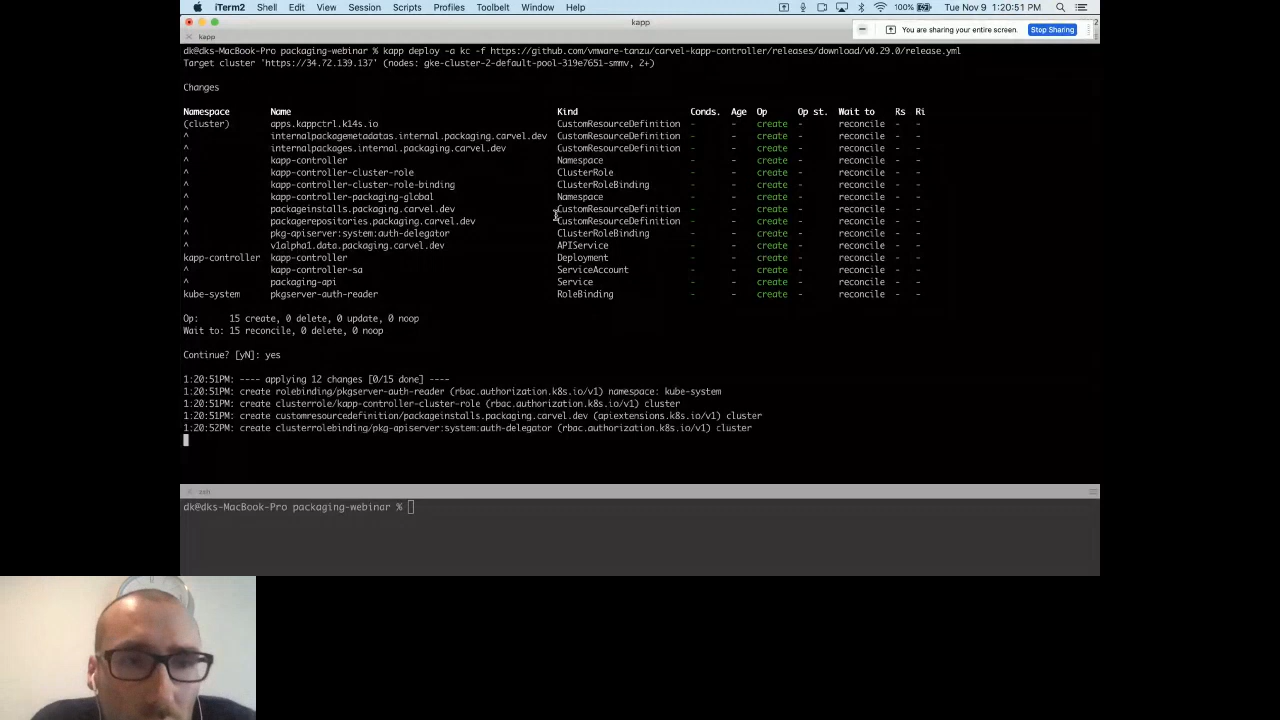 iTerm2 Shell Edit View Session Scripts Profiles Toolbelt Window Help 100% Tue Nov 9 1:20:51 PM
kapp
You are sharing your entire screen. Stop Sharing
kapp
dk@dks-MacBook-Pro packaging-webinar % kapp deploy -a kc -f https://github.com/vmware-tanzu/carvel-kapp-controller/releases/download/v0.29.0/release.yml
Target cluster 'https://34.72.139.137' (nodes: gke-cluster-2-default-pool-319e7651-smmv, 2+)
Changes
Namespace Name Kind Conds. Age Op Op st. Wait to Rs Ri
(cluster) apps.kappctrl.k14s.io CustomResourceDefinition - - create - reconcile - -
^ internalpackagemetadatas.internal.packaging.carvel.dev CustomResourceDefinition - - create - reconcile - -
^ internalpackages.internal.packaging.carvel.dev CustomResourceDefinition - - create - reconcile - -
^ kapp-controller Namespace - - create - reconcile - -
^ kapp-controller-cluster-role ClusterRole - - create - reconcile - -
^ kapp-controller-cluster-role-binding ClusterRoleBinding - - create - reconcile - -
^ kapp-controller-packaging-global Namespace - - create - reconcile - -
^ packageinstalls.packaging.carvel.dev CustomResourceDefinition - - create - reconcile - -
^ packagerepositories.packaging.carvel.dev CustomResourceDefinition - - create - reconcile - -
^ pkg-apiserver:system:auth-delegator ClusterRoleBinding - - create - reconcile - -
^ v1alpha1.data.packaging.carvel.dev APIService - - create - reconcile - -
kapp-controller kapp-controller Deployment - - create - reconcile - -
^ kapp-controller-sa ServiceAccount - - create - reconcile - -
^ packaging-api Service - - create - reconcile - -
kube-system pkgserver-auth-reader RoleBinding - - create - reconcile - -
Op: 15 create, 0 delete, 0 update, 0 noop
Wait to: 15 reconcile, 0 delete, 0 noop
Continue? [yN]: yes
1:20:51PM: ---- applying 12 changes [0/15 done] ----
1:20:51PM: create rolebinding/pkgserver-auth-reader (rbac.authorization.k8s.io/v1) namespace: kube-system
1:20:51PM: create clusterrole/kapp-controller-cluster-role (rbac.authorization.k8s.io/v1) cluster
1:20:51PM: create customresourcedefinition/packageinstalls.packaging.carvel.dev (apiextensions.k8s.io/v1) cluster
1:20:52PM: create clusterrolebinding/pkg-apiserver:system:auth-delegator (rbac.authorization.k8s.io/v1) cluster
dk@dks-MacBook-Pro packaging-webinar %